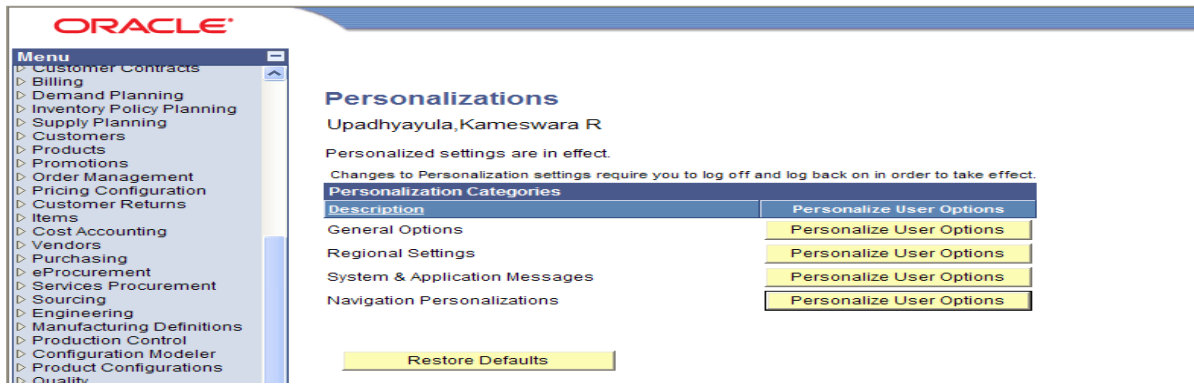 ORACLE
Menu
Customer Contracts
Billing
Demand Planning
Inventory Policy Planning
Supply Planning
Customers
Products
Promotions
Order Management
Pricing Configuration
Customer Returns
Items
Cost Accounting
Vendors
Purchasing
eProcurement
Services Procurement
Sourcing
Engineering
Manufacturing Definitions
Production Control
Configuration Modeler
Product Configurations
Quality
Personalizations
Upadhyayula,Kameswara R
Personalized settings are in effect.
Changes to Personalization settings require you to log off and log back on in order to take effect.
Personalization Categories
Description Personalize User Options
General Options Personalize User Options
Regional Settings Personalize User Options
System & Application Messages Personalize User Options
Navigation Personalizations Personalize User Options
Restore Defaults